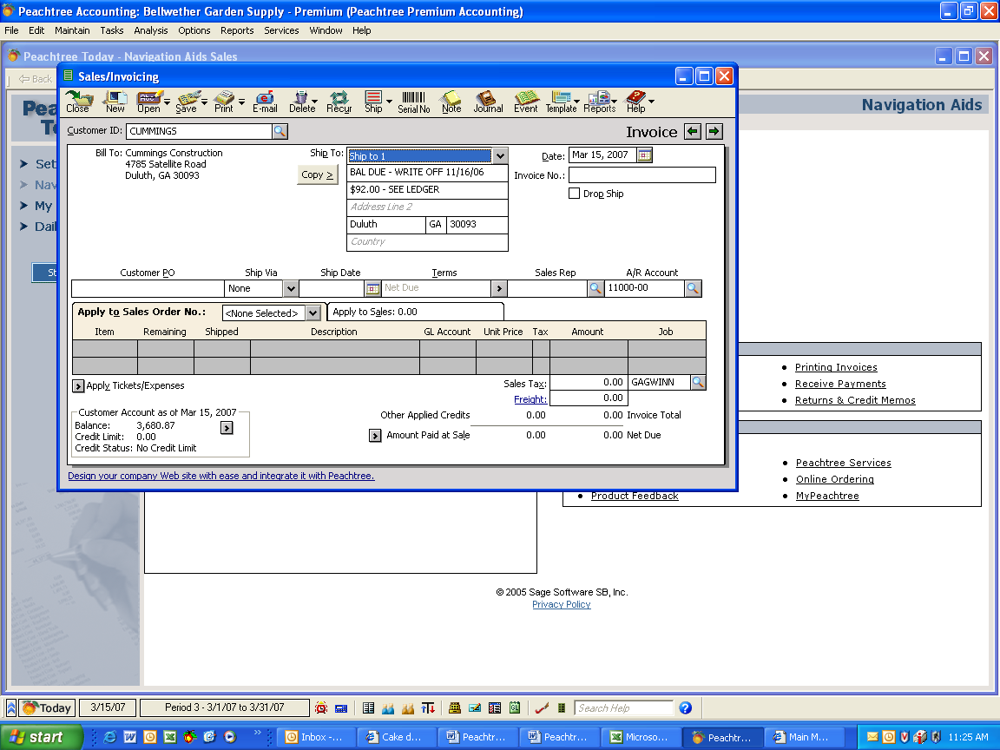 Peachtree Accounting: Bellwether Garden Supply - Premium (Peachtree Premium Accounting)
File Edit Maintain Tasks Analysis Options Reports Services Window Help
Peachtree Today - Navigation Aids Sales
Back
Navigation Aids
Sales/Invoicing
Close New Open Save Print E-mail Delete Recur Ship Serial No Note Journal Event Template Reports Help
Customer ID: CUMMINGS
Invoice
Bill To: Cummings Construction
4785 Satellite Road
Duluth, GA 30093
Ship To: Ship to 1
Copy >
BAL DUE - WRITE OFF 11/16/06
$92.00 - SEE LEDGER
Address Line 2
Duluth GA 30093
Country
Date: Mar 15, 2007
Invoice No.:
Drop Ship
Customer PO Ship Via Ship Date Terms Sales Rep A/R Account
None Net Due 11000-00
Apply to Sales Order No.: <None Selected> Apply to Sales: 0.00
Item Remaining Shipped Description GL Account Unit Price Tax Amount Job
Apply Tickets/Expenses
Sales Tax: 0.00 GAGWINN
Freight: 0.00
Other Applied Credits 0.00 0.00 Invoice Total
Amount Paid at Sale 0.00 0.00 Net Due
Customer Account as of Mar 15, 2007
Balance: 3,680.87
Credit Limit: 0.00
Credit Status: No Credit Limit
Design your company Web site with ease and integrate it with Peachtree.
Pea
T
Set
Nav
My
Dail
St
Printing Invoices
Receive Payments
Returns & Credit Memos
Peachtree Services
Online Ordering
Product Feedback
MyPeachtree
© 2005 Sage Software SB, Inc.
Privacy Policy
Today 3/15/07 Period 3 - 3/1/07 to 3/31/07 Search Help
start Inbox -... Cake d... Peachtr... Peachtr... Microso... Peachtr... Main M... 11:25 AM